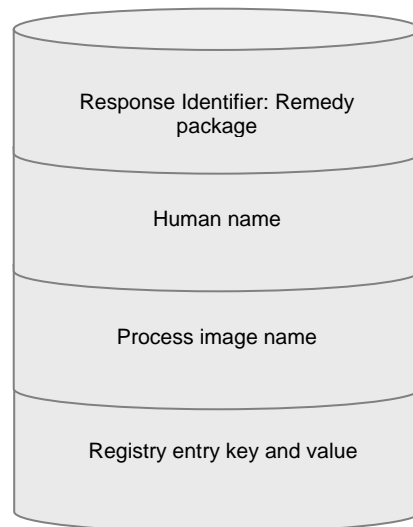 Response Identifier: Remedy
package
Human name
Process image name
Registry entry key and value